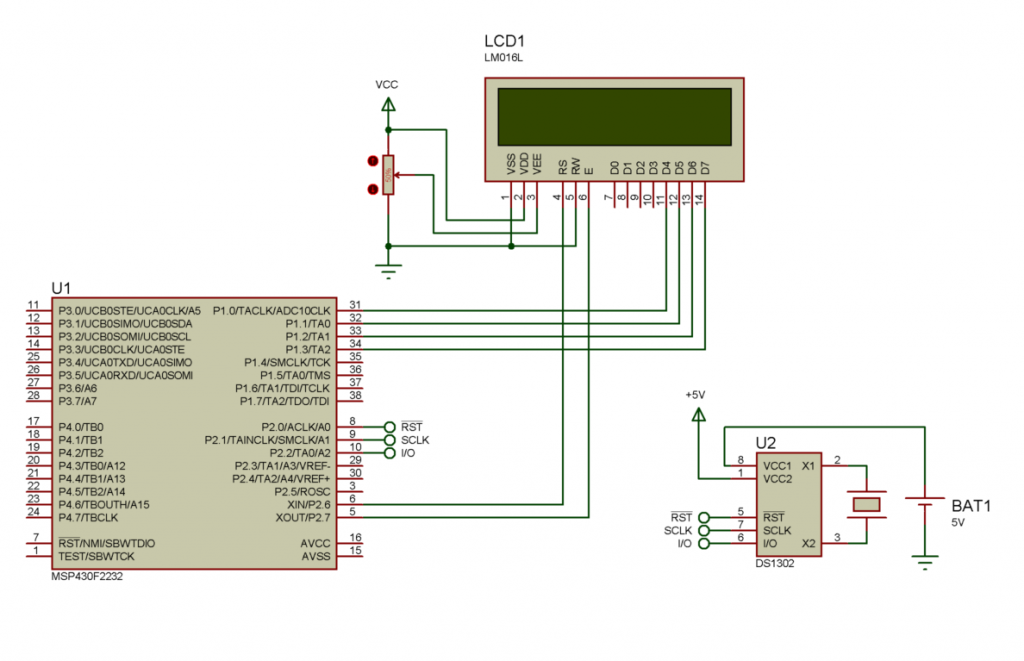 LCD1
LM016L
VCC
50%
VSS
VDD
VEE
RS
RW
E
D0
D1
D2
D3
D4
D5
D6
D7
1
2
3
4
5
6
7
8
9
10
11
12
13
14
U1
11 P3.0/UCB0STE/UCA0CLK/A5 P1.0/TACLK/ADC10CLK 31
12 P3.1/UCB0SIMO/UCB0SDA P1.1/TA0 32
13 P3.2/UCB0SOMI/UCB0SCL P1.2/TA1 33
14 P3.3/UCB0CLK/UCA0STE P1.3/TA2 34
25 P3.4/UCA0TXD/UCA0SIMO P1.4/SMCLK/TCK 35
26 P3.5/UCA0RXD/UCA0SOMI P1.5/TA0/TMS 36
27 P3.6/A6 P1.6/TA1/TDI/TCLK 37
28 P3.7/A7 P1.7/TA2/TDO/TDI 38
17 P4.0/TB0 P2.0/ACLK/A0 8 RST
18 P4.1/TB1 P2.1/TAINCLK/SMCLK/A1 9 SCLK
19 P4.2/TB2 P2.2/TA0/A2 10 I/O
20 P4.3/TB0/A12 P2.3/TA1/A3/VREF- 29
21 P4.4/TB1/A13 P2.4/TA2/A4/VREF+ 30
22 P4.5/TB2/A14 P2.5/ROSC 3
23 P4.6/TBOUTH/A15 XIN/P2.6 6
24 P4.7/TBCLK XOUT/P2.7 5
7 RST/NMI/SBWTDIO AVCC 16
1 TEST/SBWTCK AVSS 15
MSP430F2232
+5V
U2
8 VCC1 X1 2
1 VCC2
RST 5 RST
SCLK 7 SCLK
I/O 6 I/O X2 3
DS1302
BAT1
5V